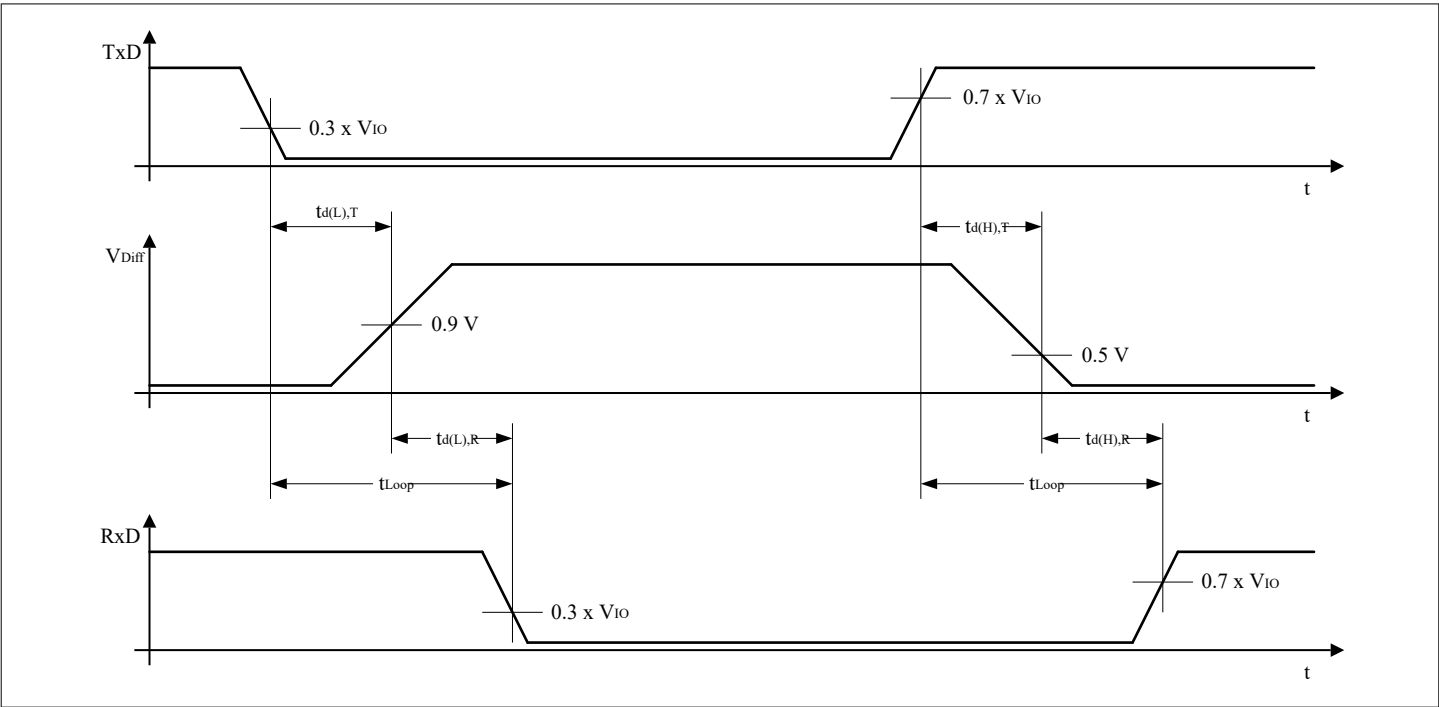 TxD
0.7 x VIO
0.3 x VIO
t
td(L),T
td(H),T
VDiff
0.9 V
0.5 V
t
td(L),R
td(H),R
tLoop
tLoop
RxD
0.7 x VIO
0.3 x VIO
t